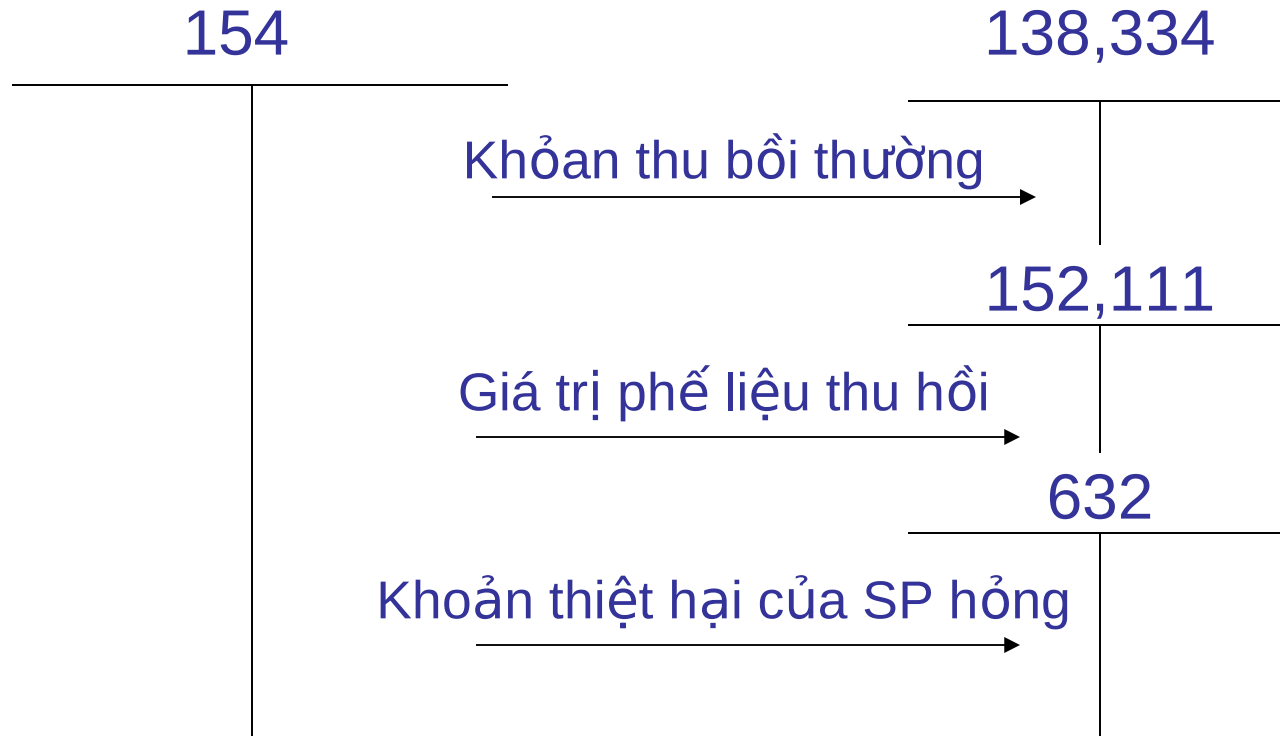 154
138,334
Khỏan thu bồi thường
152,111
Giá trị phế liệu thu hồi
632
Khoản thiệt hại của SP hỏng